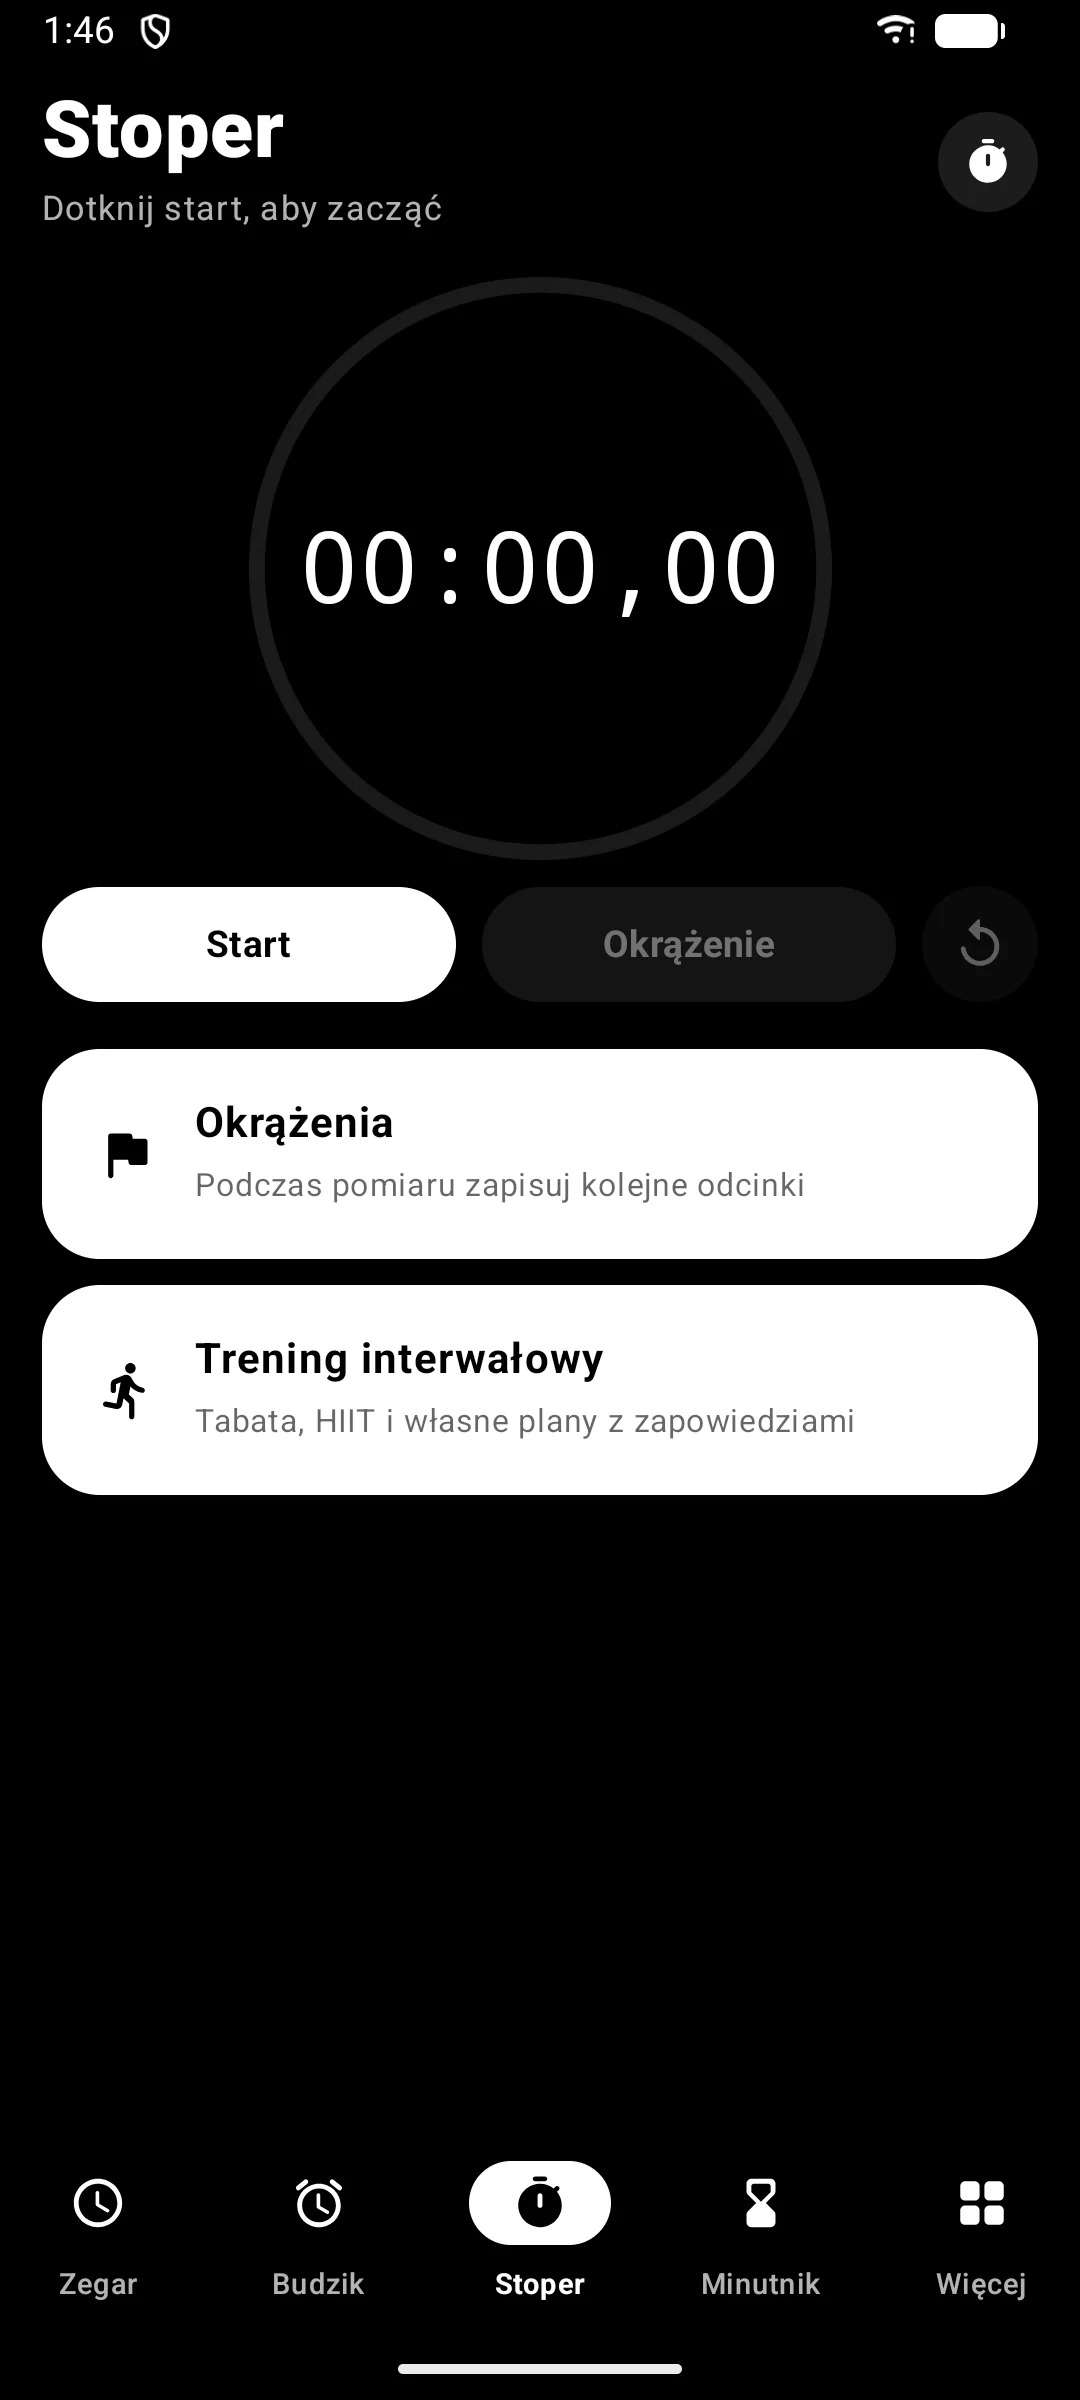 1:46
Stoper
Dotknij start, aby zacząć
00:00,00
Start
Okrążenie
Okrążenia
Podczas pomiaru zapisuj kolejne odcinki
Trening interwałowy
Tabata, HIIT i własne plany z zapowiedziami
Zegar
Budzik
Stoper
Minutnik
Więcej